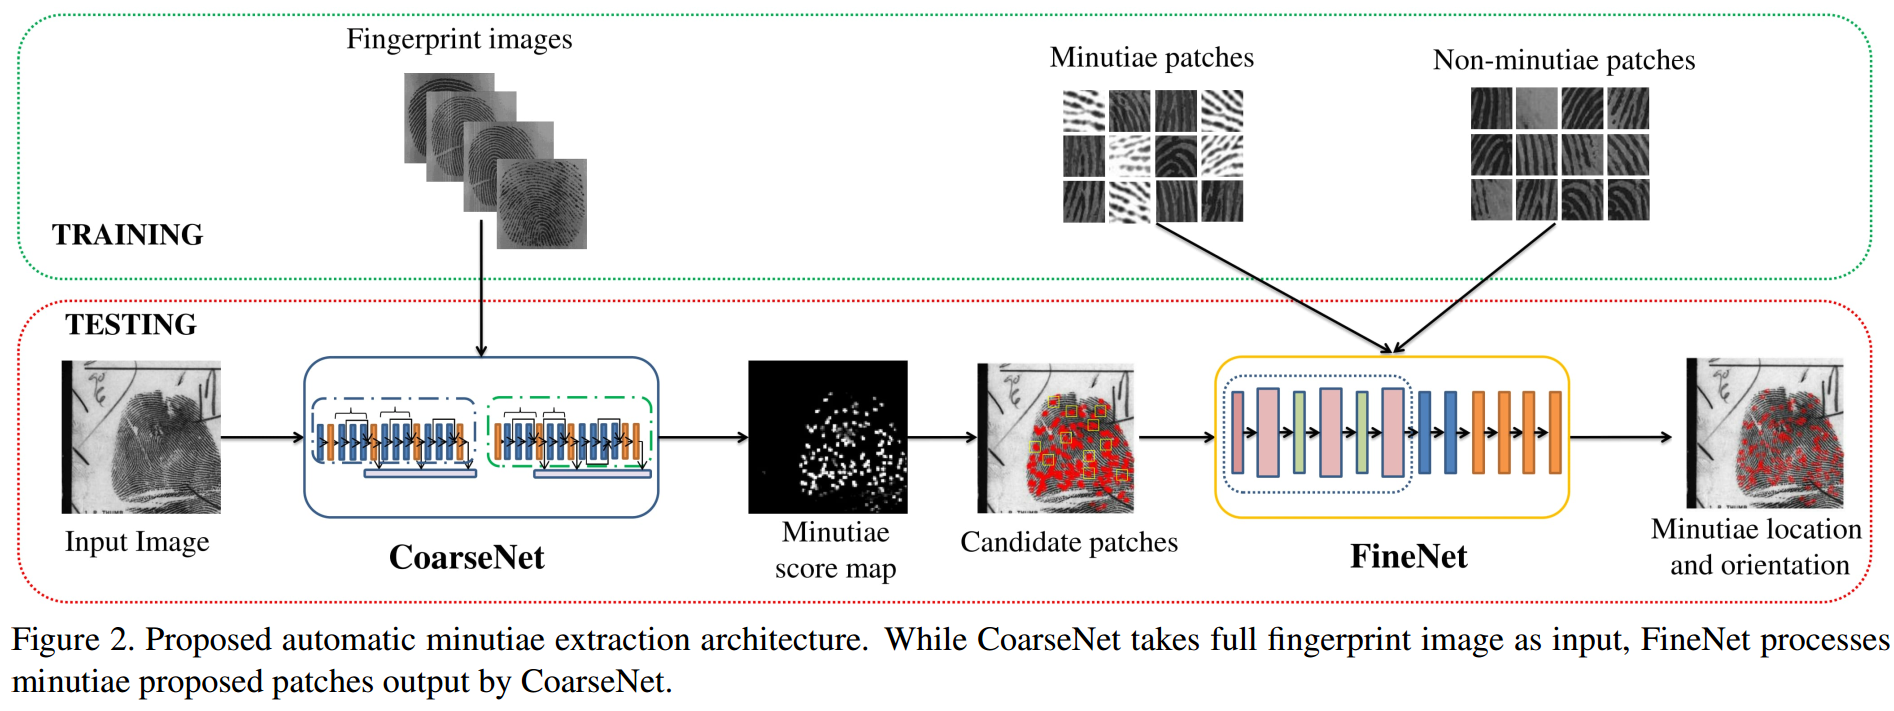 Fingerprint images
Minutiae patches
Non-minutiae patches
TRAINING
TESTING
Input Image
CoarseNet
Minutiae
score map
Candidate patches
FineNet
Minutiae location
and orientation
Figure 2. Proposed automatic minutiae extraction architecture. While CoarseNet takes full fingerprint image as input, FineNet processes
minutiae proposed patches output by CoarseNet.